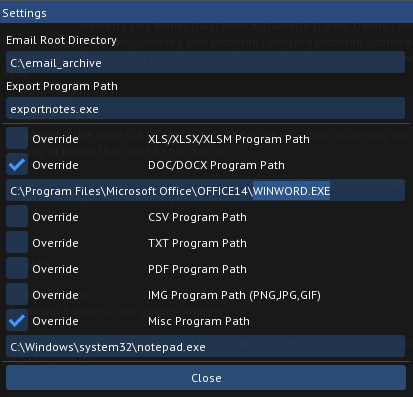 Settings
Email Root Directory
C:\email_archive
Export Program Path
exportnotes.exe
Override XLS/XLSX/XLSM Program Path
Override DOC/DOCX Program Path
C:\Program Files\Microsoft Office\OFFICE14\WINWORD.EXE
Override CSV Program Path
Override TXT Program Path
Override PDF Program Path
Override IMG Program Path (PNG,JPG,GIF)
Override Misc Program Path
C:\Windows\system32\notepad.exe
Close